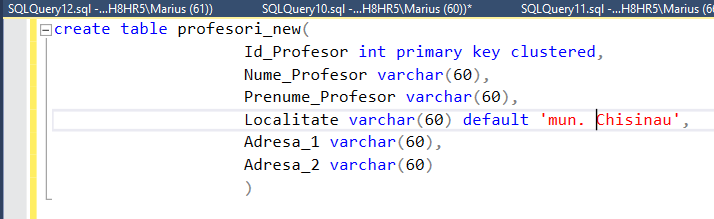 SQLQuery12.sql -...H8HR5\Marius (61)) SQLQuery10.sql -...H8HR5\Marius (60))* SQLQuery11.sql -...H8HR5\Marius (6
create table profesori_new(
Id_Profesor int primary key clustered,
Nume_Profesor varchar(60),
Prenume_Profesor varchar(60),
Localitate varchar(60) default 'mun. Chisinau',
Adresa_1 varchar(60),
Adresa_2 varchar(60)
)